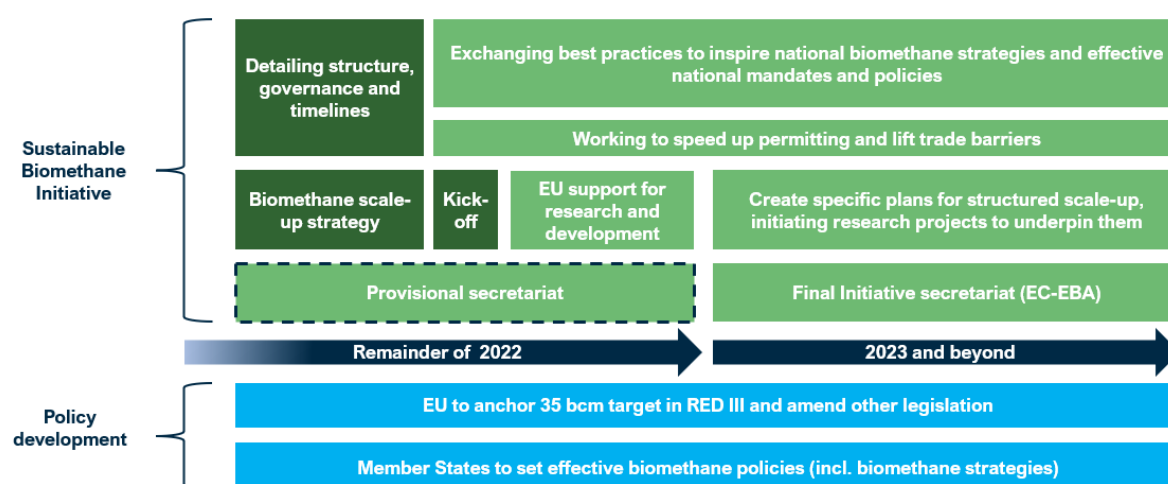 Detailing structure,
governance and
timelines
Exchanging best practices to inspire national biomethane strategies and effective
national mandates and policies
Working to speed up permitting and lift trade barriers
Sustainable
Biomethane
Initiative
Biomethane scale-
up strategy
Kick-
off
EU support for
research and
development
Create specific plans for structured scale-up,
initiating research projects to underpin them
Provisional secretariat
Final Initiative secretariat (EC-EBA)
Remainder of 2022
2023 and beyond
Policy
development
EU to anchor 35 bcm target in RED III and amend other legislation
Member States to set effective biomethane policies (incl. biomethane strategies)